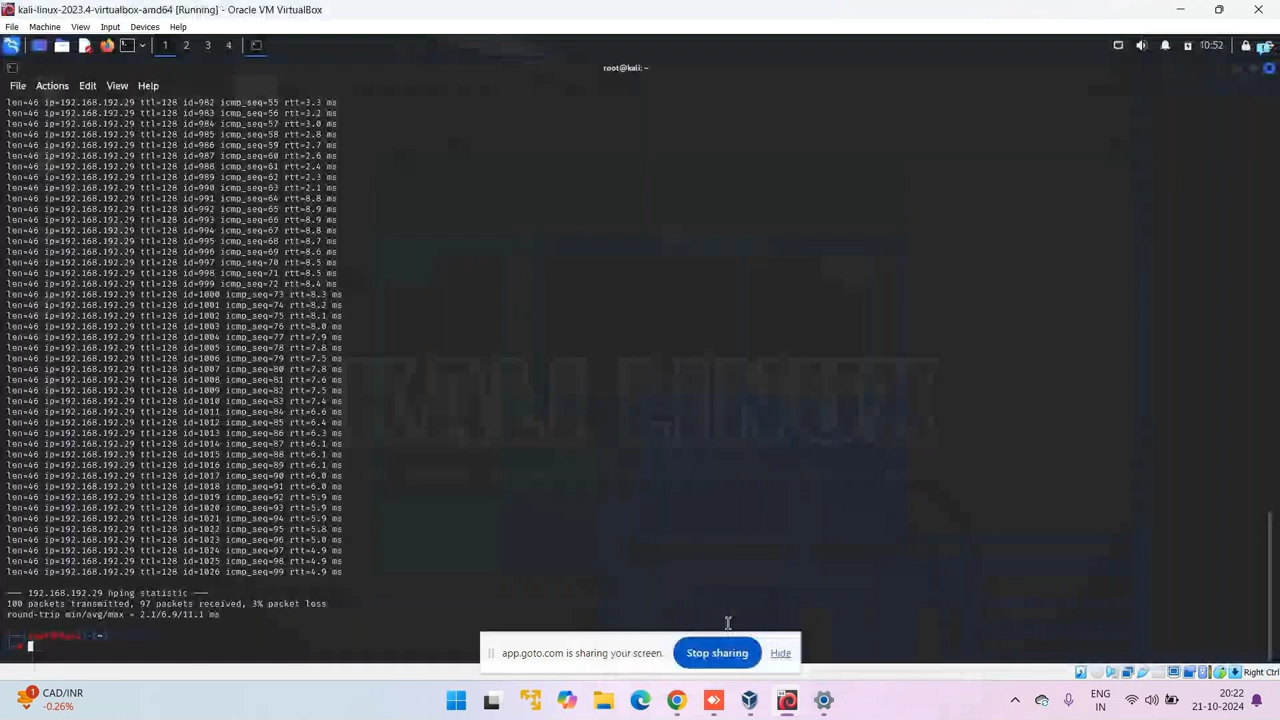 kali-linux-2023.4-virtualbox-amd64 [Running] - Oracle VM VirtualBox
File Machine View Input Devices Help
1 2 3 4 10:52
root@kali: ~
File Actions Edit View Help
len=46 ip=192.168.192.29 ttl=128 id=982 icmp_seq=55 rtt=3.3 ms
len=46 ip=192.168.192.29 ttl=128 id=983 icmp_seq=56 rtt=3.2 ms
len=46 ip=192.168.192.29 ttl=128 id=984 icmp_seq=57 rtt=3.0 ms
len=46 ip=192.168.192.29 ttl=128 id=985 icmp_seq=58 rtt=2.8 ms
len=46 ip=192.168.192.29 ttl=128 id=986 icmp_seq=59 rtt=2.7 ms
len=46 ip=192.168.192.29 ttl=128 id=987 icmp_seq=60 rtt=2.6 ms
len=46 ip=192.168.192.29 ttl=128 id=988 icmp_seq=61 rtt=2.4 ms
len=46 ip=192.168.192.29 ttl=128 id=989 icmp_seq=62 rtt=2.3 ms
len=46 ip=192.168.192.29 ttl=128 id=990 icmp_seq=63 rtt=2.1 ms
len=46 ip=192.168.192.29 ttl=128 id=991 icmp_seq=64 rtt=8.8 ms
len=46 ip=192.168.192.29 ttl=128 id=992 icmp_seq=65 rtt=8.9 ms
len=46 ip=192.168.192.29 ttl=128 id=993 icmp_seq=66 rtt=8.9 ms
len=46 ip=192.168.192.29 ttl=128 id=994 icmp_seq=67 rtt=8.8 ms
len=46 ip=192.168.192.29 ttl=128 id=995 icmp_seq=68 rtt=8.7 ms
len=46 ip=192.168.192.29 ttl=128 id=996 icmp_seq=69 rtt=8.6 ms
len=46 ip=192.168.192.29 ttl=128 id=997 icmp_seq=70 rtt=8.5 ms
len=46 ip=192.168.192.29 ttl=128 id=998 icmp_seq=71 rtt=8.5 ms
len=46 ip=192.168.192.29 ttl=128 id=999 icmp_seq=72 rtt=8.4 ms
len=46 ip=192.168.192.29 ttl=128 id=1000 icmp_seq=73 rtt=8.3 ms
len=46 ip=192.168.192.29 ttl=128 id=1001 icmp_seq=74 rtt=8.2 ms
len=46 ip=192.168.192.29 ttl=128 id=1002 icmp_seq=75 rtt=8.1 ms
len=46 ip=192.168.192.29 ttl=128 id=1003 icmp_seq=76 rtt=8.0 ms
len=46 ip=192.168.192.29 ttl=128 id=1004 icmp_seq=77 rtt=7.9 ms
len=46 ip=192.168.192.29 ttl=128 id=1005 icmp_seq=78 rtt=7.8 ms
len=46 ip=192.168.192.29 ttl=128 id=1006 icmp_seq=79 rtt=7.5 ms
len=46 ip=192.168.192.29 ttl=128 id=1007 icmp_seq=80 rtt=7.8 ms
len=46 ip=192.168.192.29 ttl=128 id=1008 icmp_seq=81 rtt=7.6 ms
len=46 ip=192.168.192.29 ttl=128 id=1009 icmp_seq=82 rtt=7.5 ms
len=46 ip=192.168.192.29 ttl=128 id=1010 icmp_seq=83 rtt=7.4 ms
len=46 ip=192.168.192.29 ttl=128 id=1011 icmp_seq=84 rtt=6.6 ms
len=46 ip=192.168.192.29 ttl=128 id=1012 icmp_seq=85 rtt=6.4 ms
len=46 ip=192.168.192.29 ttl=128 id=1013 icmp_seq=86 rtt=6.3 ms
len=46 ip=192.168.192.29 ttl=128 id=1014 icmp_seq=87 rtt=6.1 ms
len=46 ip=192.168.192.29 ttl=128 id=1015 icmp_seq=88 rtt=6.1 ms
len=46 ip=192.168.192.29 ttl=128 id=1016 icmp_seq=89 rtt=6.1 ms
len=46 ip=192.168.192.29 ttl=128 id=1017 icmp_seq=90 rtt=6.0 ms
len=46 ip=192.168.192.29 ttl=128 id=1018 icmp_seq=91 rtt=6.0 ms
len=46 ip=192.168.192.29 ttl=128 id=1019 icmp_seq=92 rtt=5.9 ms
len=46 ip=192.168.192.29 ttl=128 id=1020 icmp_seq=93 rtt=5.9 ms
len=46 ip=192.168.192.29 ttl=128 id=1021 icmp_seq=94 rtt=5.9 ms
len=46 ip=192.168.192.29 ttl=128 id=1022 icmp_seq=95 rtt=5.8 ms
len=46 ip=192.168.192.29 ttl=128 id=1023 icmp_seq=96 rtt=5.0 ms
len=46 ip=192.168.192.29 ttl=128 id=1024 icmp_seq=97 rtt=4.9 ms
len=46 ip=192.168.192.29 ttl=128 id=1025 icmp_seq=98 rtt=4.9 ms
len=46 ip=192.168.192.29 ttl=128 id=1026 icmp_seq=99 rtt=4.9 ms
--- 192.168.192.29 hping statistic ---
100 packets transmitted, 97 packets received, 3% packet loss
round-trip min/avg/max = 2.1/6.9/11.1 ms
(root@kali)-[~]
#
app.goto.com is sharing your screen. Stop sharing Hide
Right Ctrl
1 CAD/INR
-0.26%
ENG
IN
20:22
21-10-2024
KALI LINUX